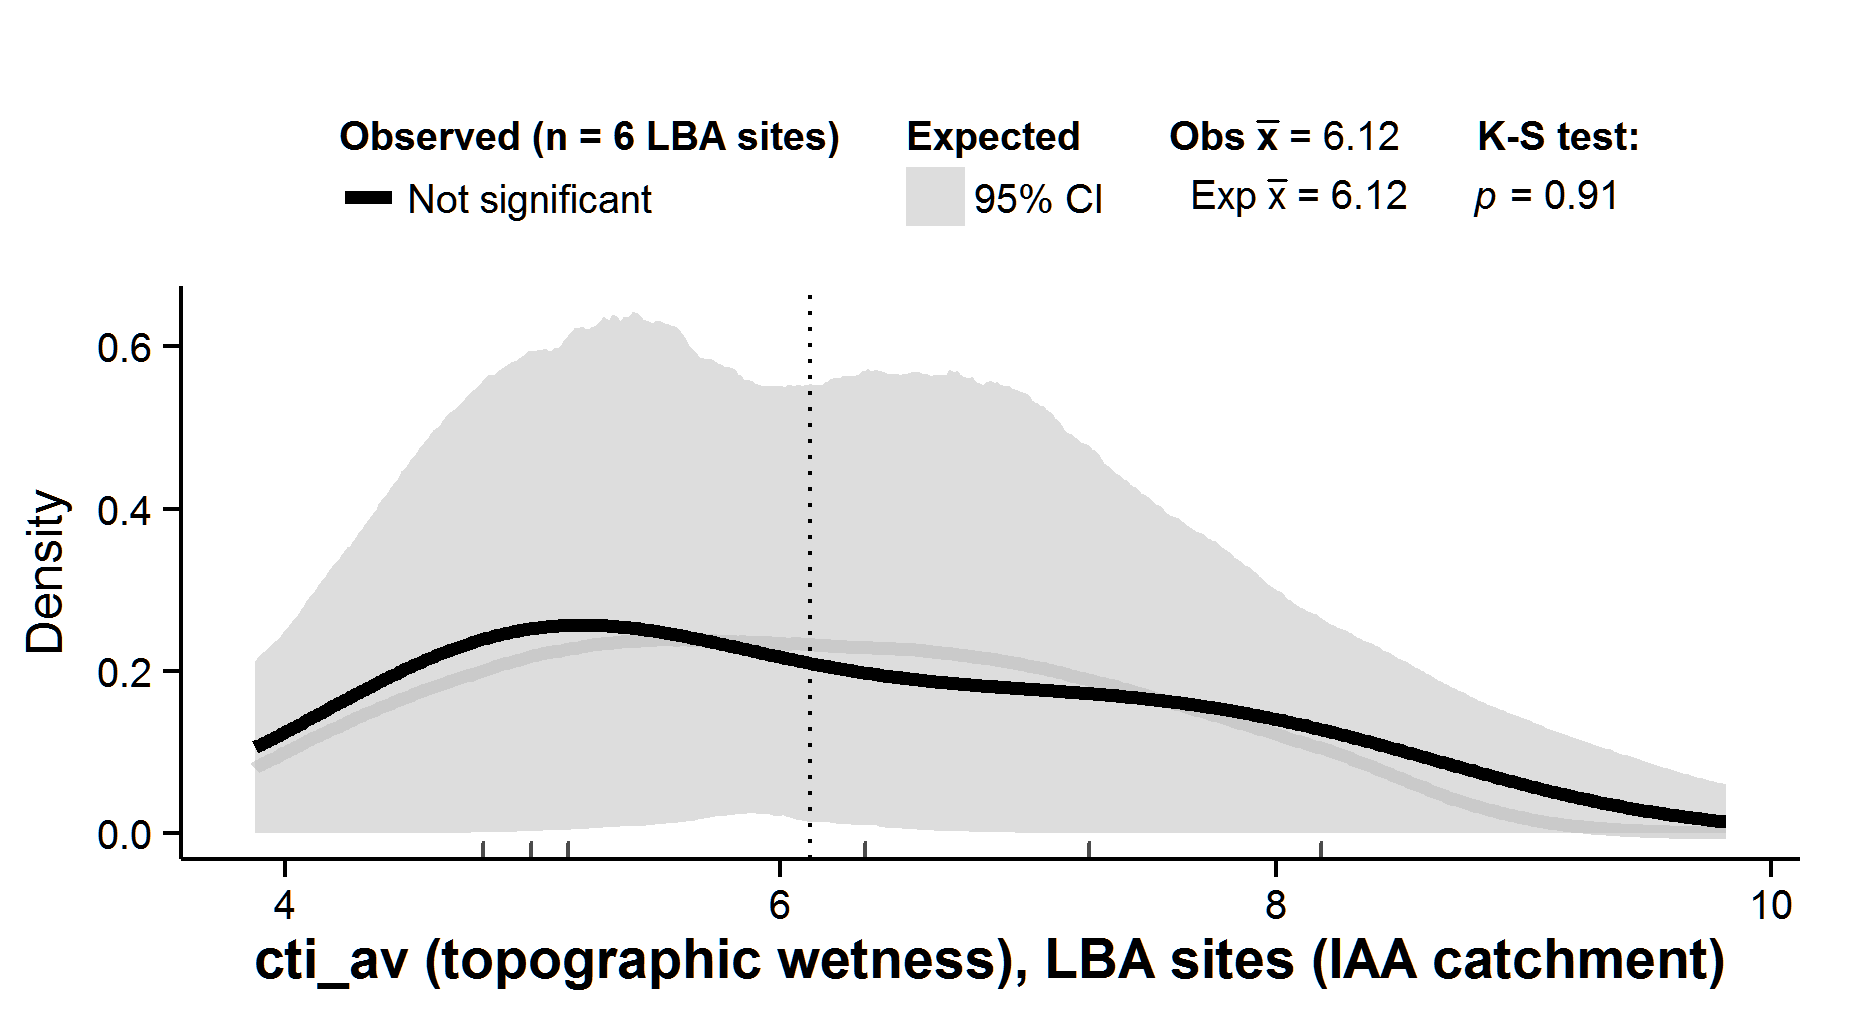 Observed (n = 6 LBA sites) Expected Obs x̅ = 6.12 K-S test:
Not significant 95% CI Exp x̅ = 6.12 p = 0.91
Density
0.6
0.4
0.2
0.0
4 6 8 10
cti_av (topographic wetness), LBA sites (IAA catchment)